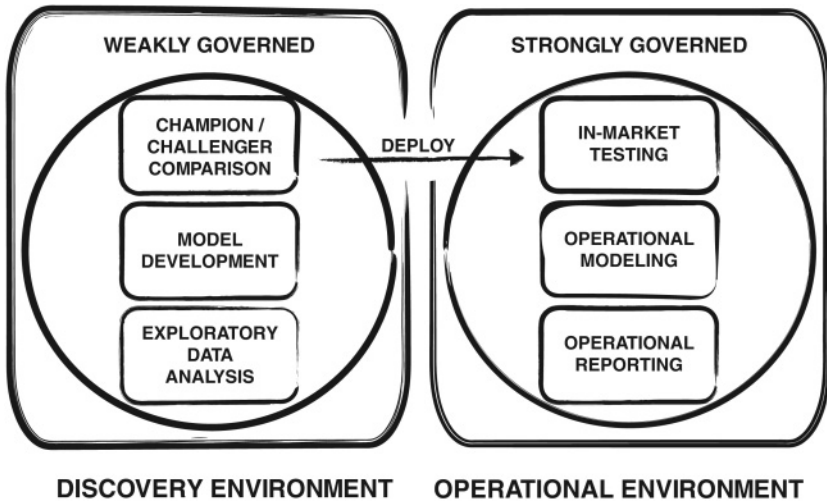 WEAKLY GOVERNED
CHAMPION /
CHALLENGER
COMPARISON
MODEL
DEVELOPMENT
EXPLORATORY
DATA
ANALYSIS
DEPLOY
STRONGLY GOVERNED
IN-MARKET
TESTING
OPERATIONAL
MODELING
OPERATIONAL
REPORTING
DISCOVERY ENVIRONMENT
OPERATIONAL ENVIRONMENT